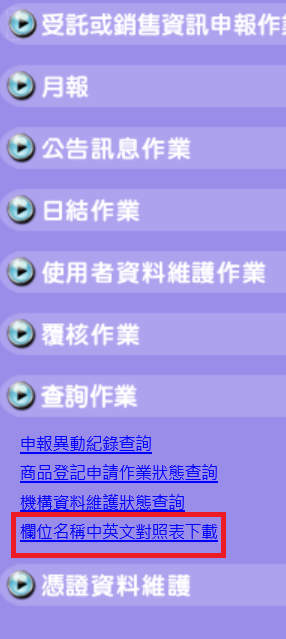 受託或銷售資訊申報作
月報
公告訊息作業
日結作業
使用者資料維護作業
覆核作業
查詢作業
申報異動紀錄查詢
商品登記申請作業狀態查詢
機構資料維護狀態查詢
欄位名稱中英文對照表下載
憑證資料維護